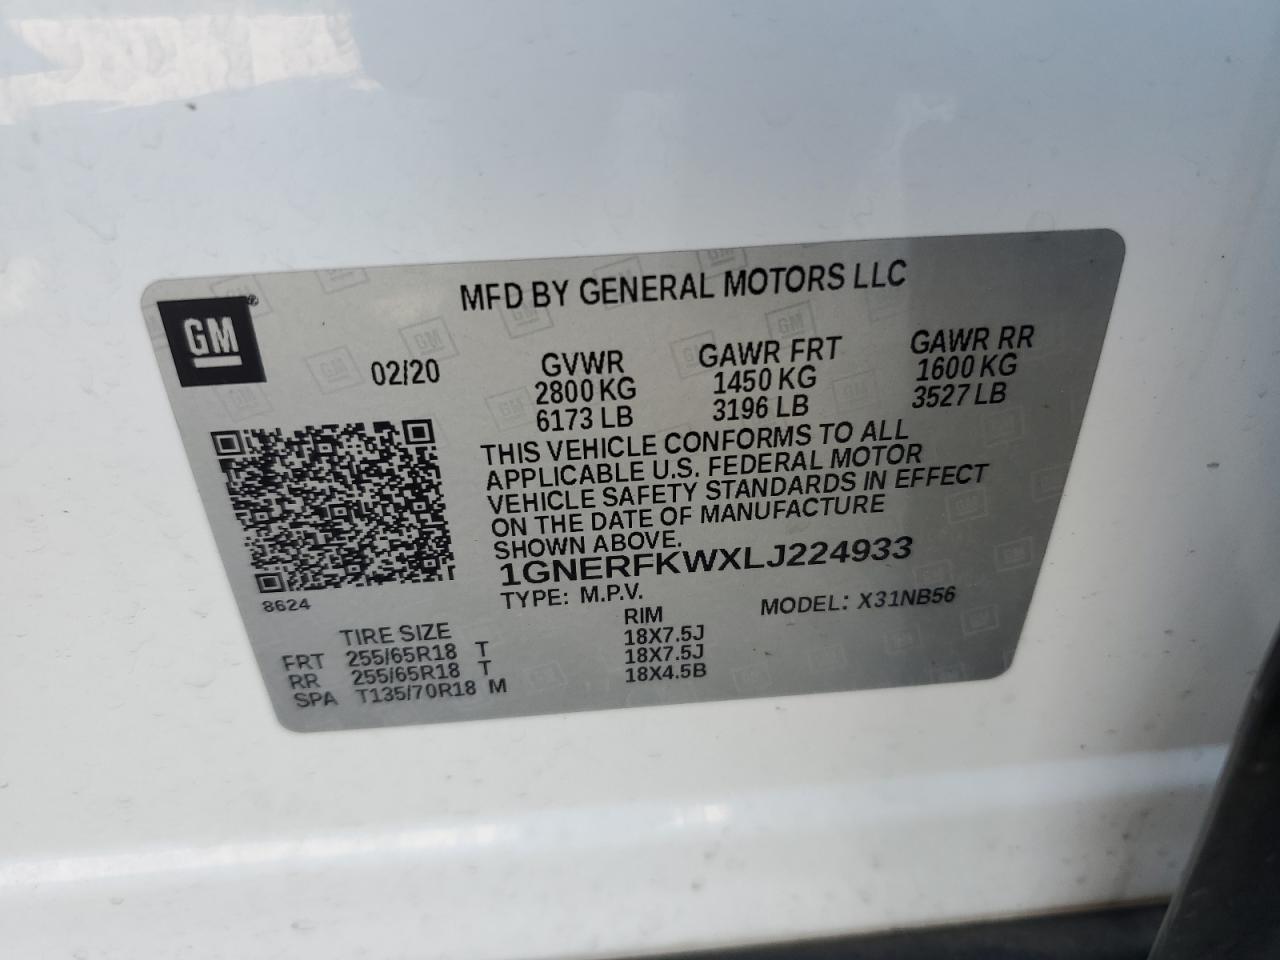 MFD BY GENERAL MOTORS LLC
GM
02/20 GVWR GAWR FRT GAWR RR
2800 KG 1450 KG 1600 KG
6173 LB 3196 LB 3527 LB
THIS VEHICLE CONFORMS TO ALL
APPLICABLE U.S. FEDERAL MOTOR
VEHICLE SAFETY STANDARDS IN EFFECT
ON THE DATE OF MANUFACTURE
SHOWN ABOVE.
1GNERFKWXLJ224933
8624
TYPE: M.P.V. MODEL: X31NB56
TIRE SIZE RIM
FRT 255/65R18 T 18X7.5J
RR 255/65R18 T 18X7.5J
SPA T135/70R18 M 18X4.5B